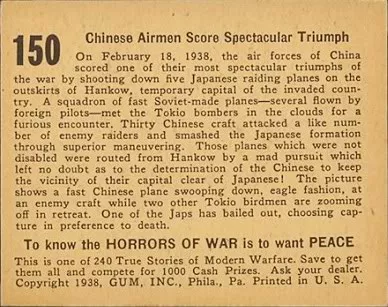 150
Chinese Airmen Score Spectacular Triumph
On February 18, 1938, the air forces of China
scored one of their most spectacular triumphs of
the war by shooting down five Japanese raiding planes on the
outskirts of Hankow, temporary capital of the invaded coun-
try. A squadron of fast Soviet-made planes—several flown by
foreign pilots—met the Tokio bombers in the clouds for a
furious encounter. Thirty Chinese craft attacked a like num-
ber of enemy raiders and smashed the Japanese formation
through superior maneuvering. Those planes which were not
disabled were routed from Hankow by a mad pursuit which
left no doubt as to the determination of the Chinese to keep
the vicinity of their capital clear of Japanese! The picture
shows a fast Chinese plane swooping down, eagle fashion, at
an enemy craft while two other Tokio birdmen are zooming
off in retreat. One of the Japs has bailed out, choosing cap-
ture in preference to death.
To know the HORRORS OF WAR is to want PEACE
This is one of 240 True Stories of Modern Warfare. Save to get
them all and compete for 1000 Cash Prizes. Ask your dealer.
Copyright 1938, GUM, INC., Phila., Pa. Printed in U. S. A.